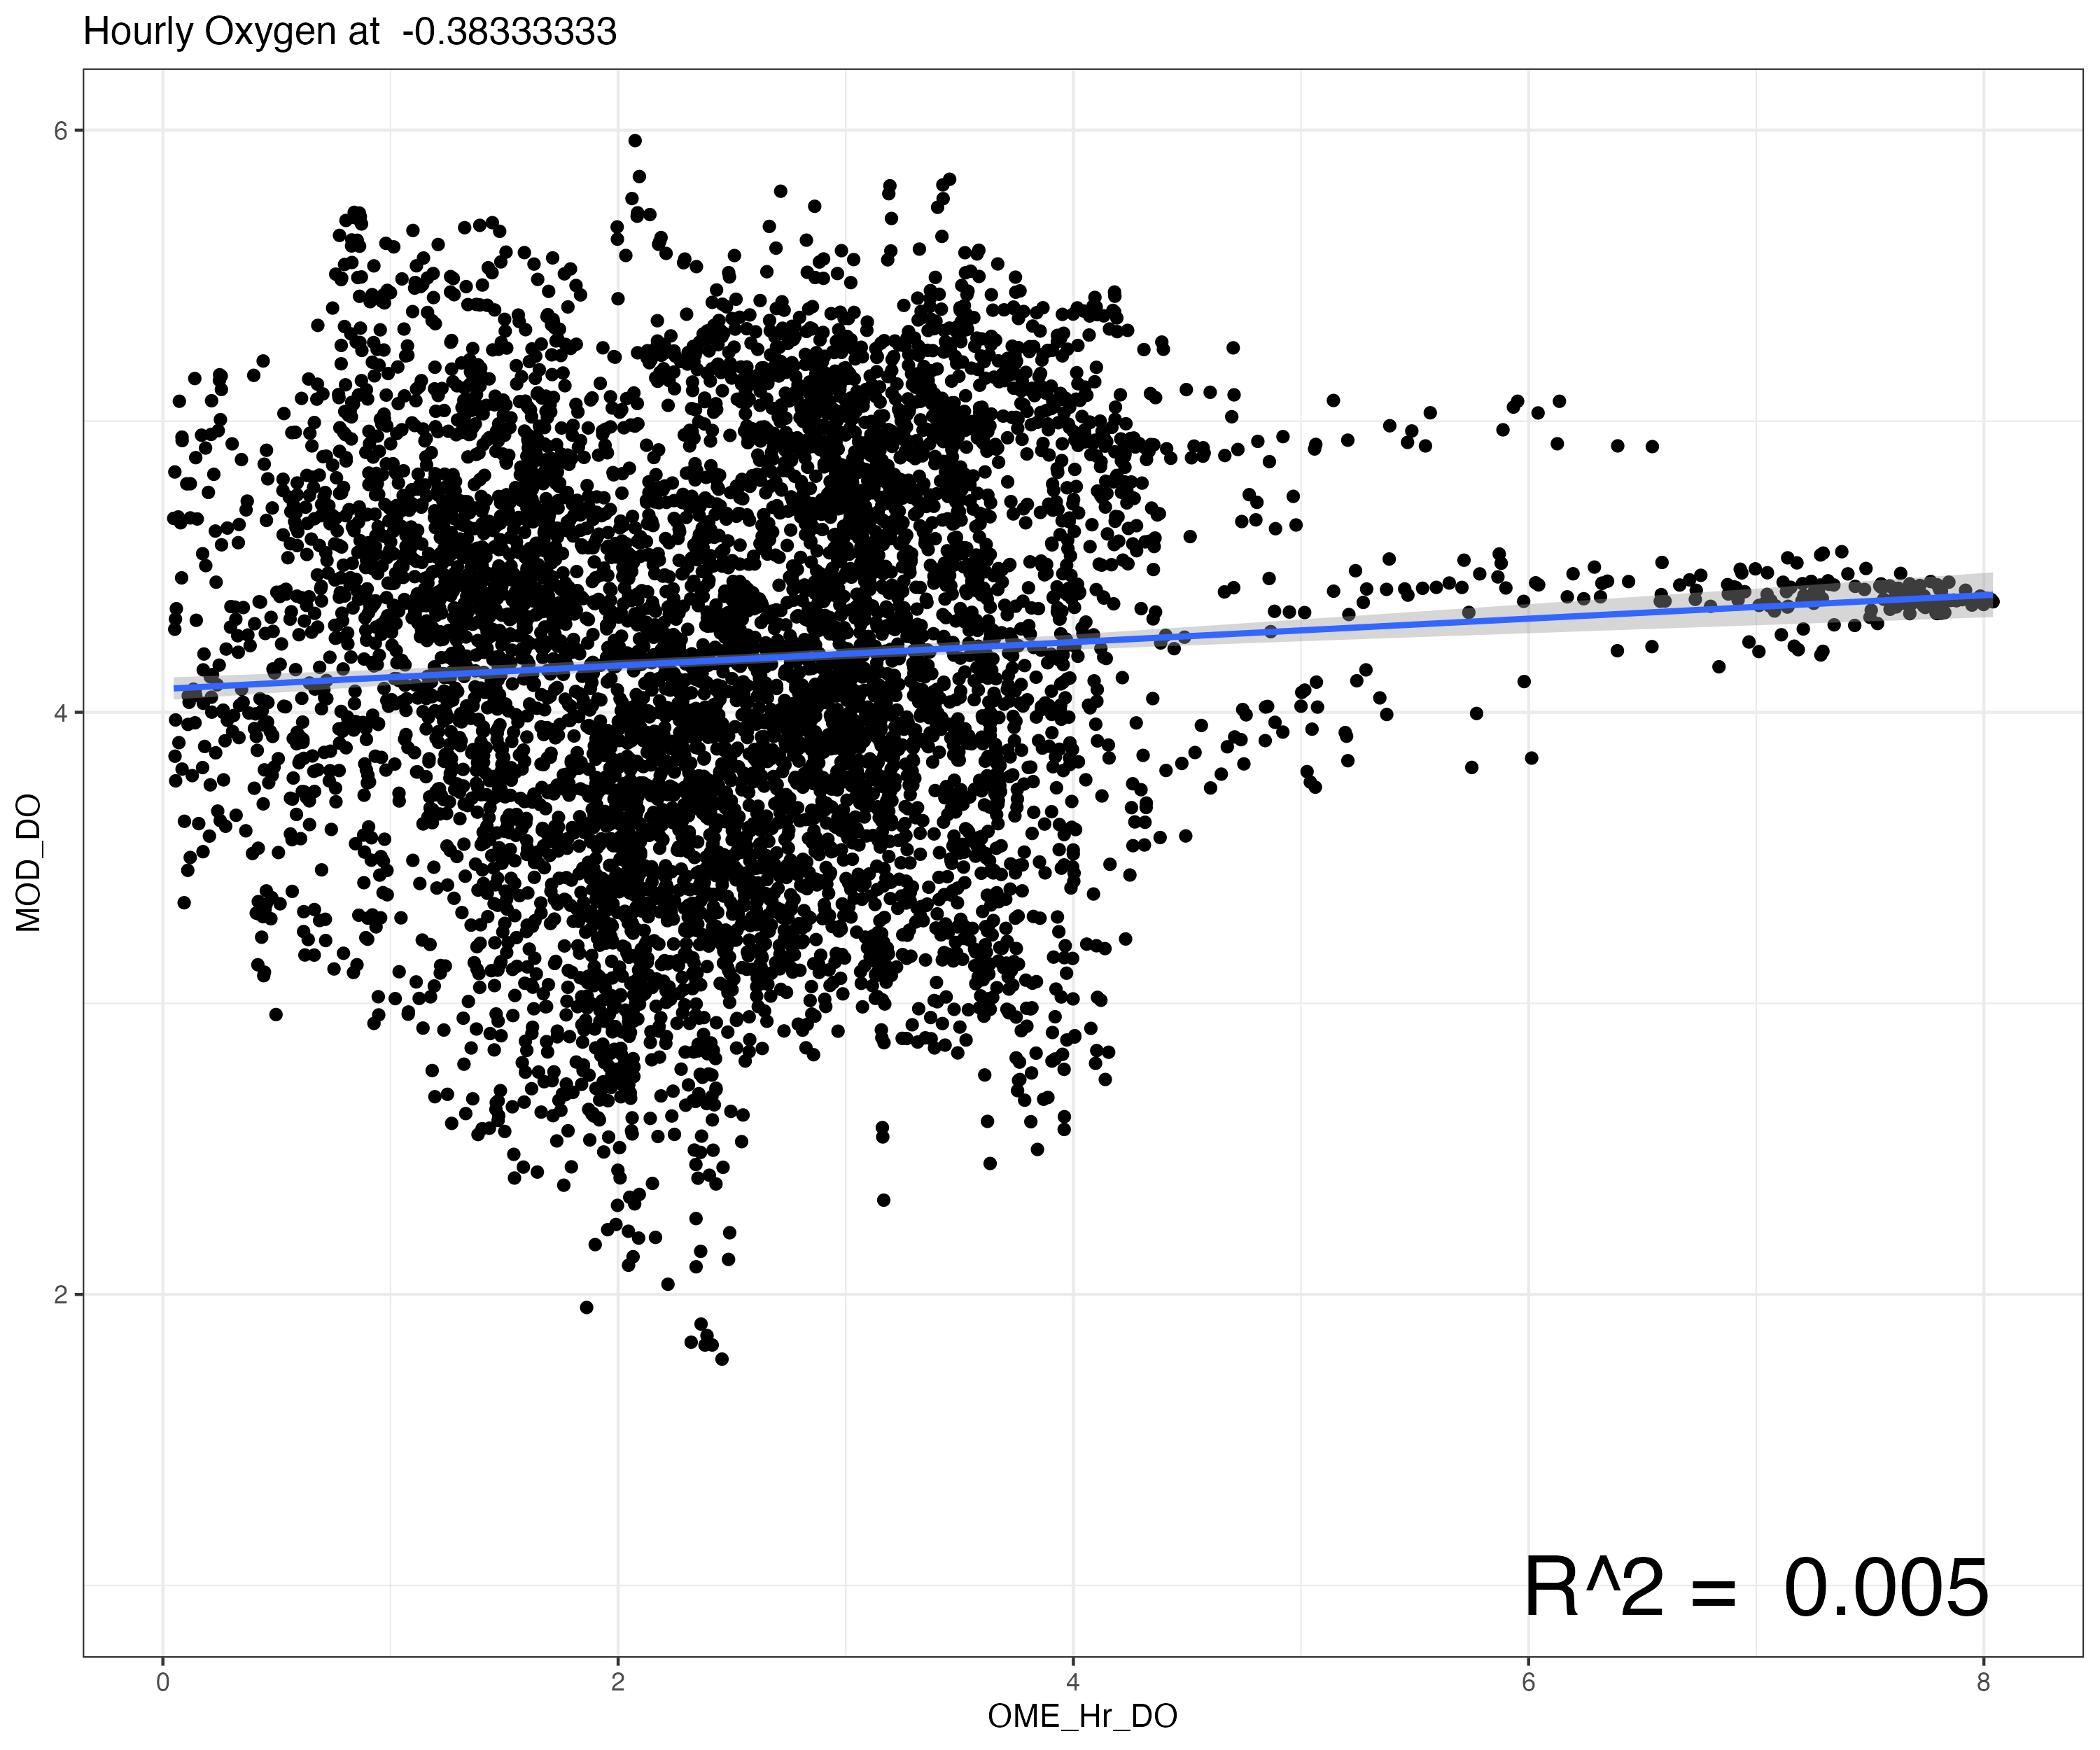 Hourly Oxygen at  -0.38333333
6
4
2
MOD_DO
R^2 =  0.005
0 2 4 6 8
OME_Hr_DO